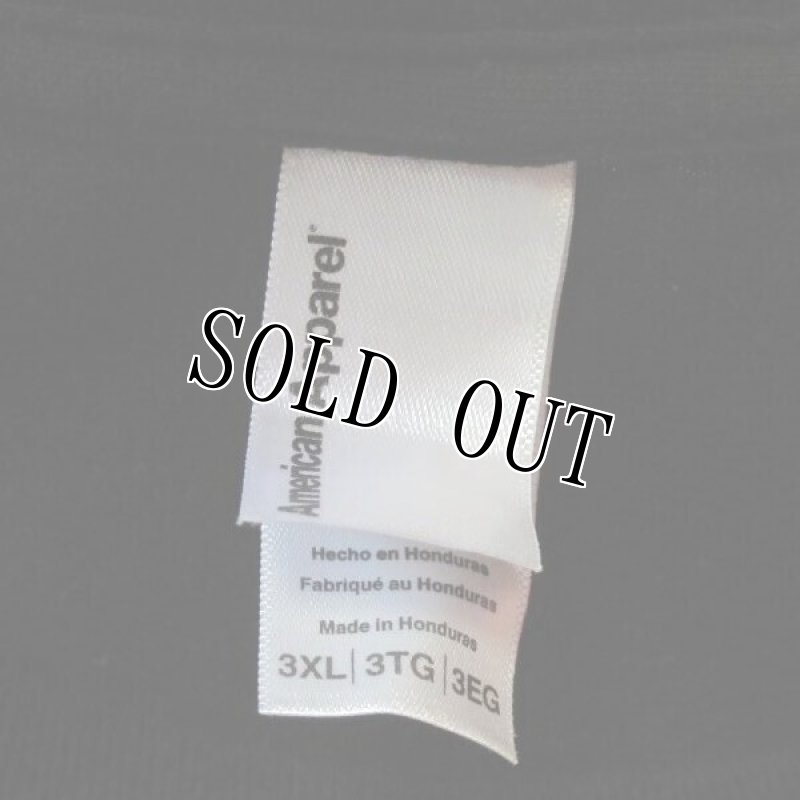 American Apparel®
SOLD OUT
Hecho en Honduras
Fabriqué au Honduras
Made in Honduras
3XL|3TG|3EG